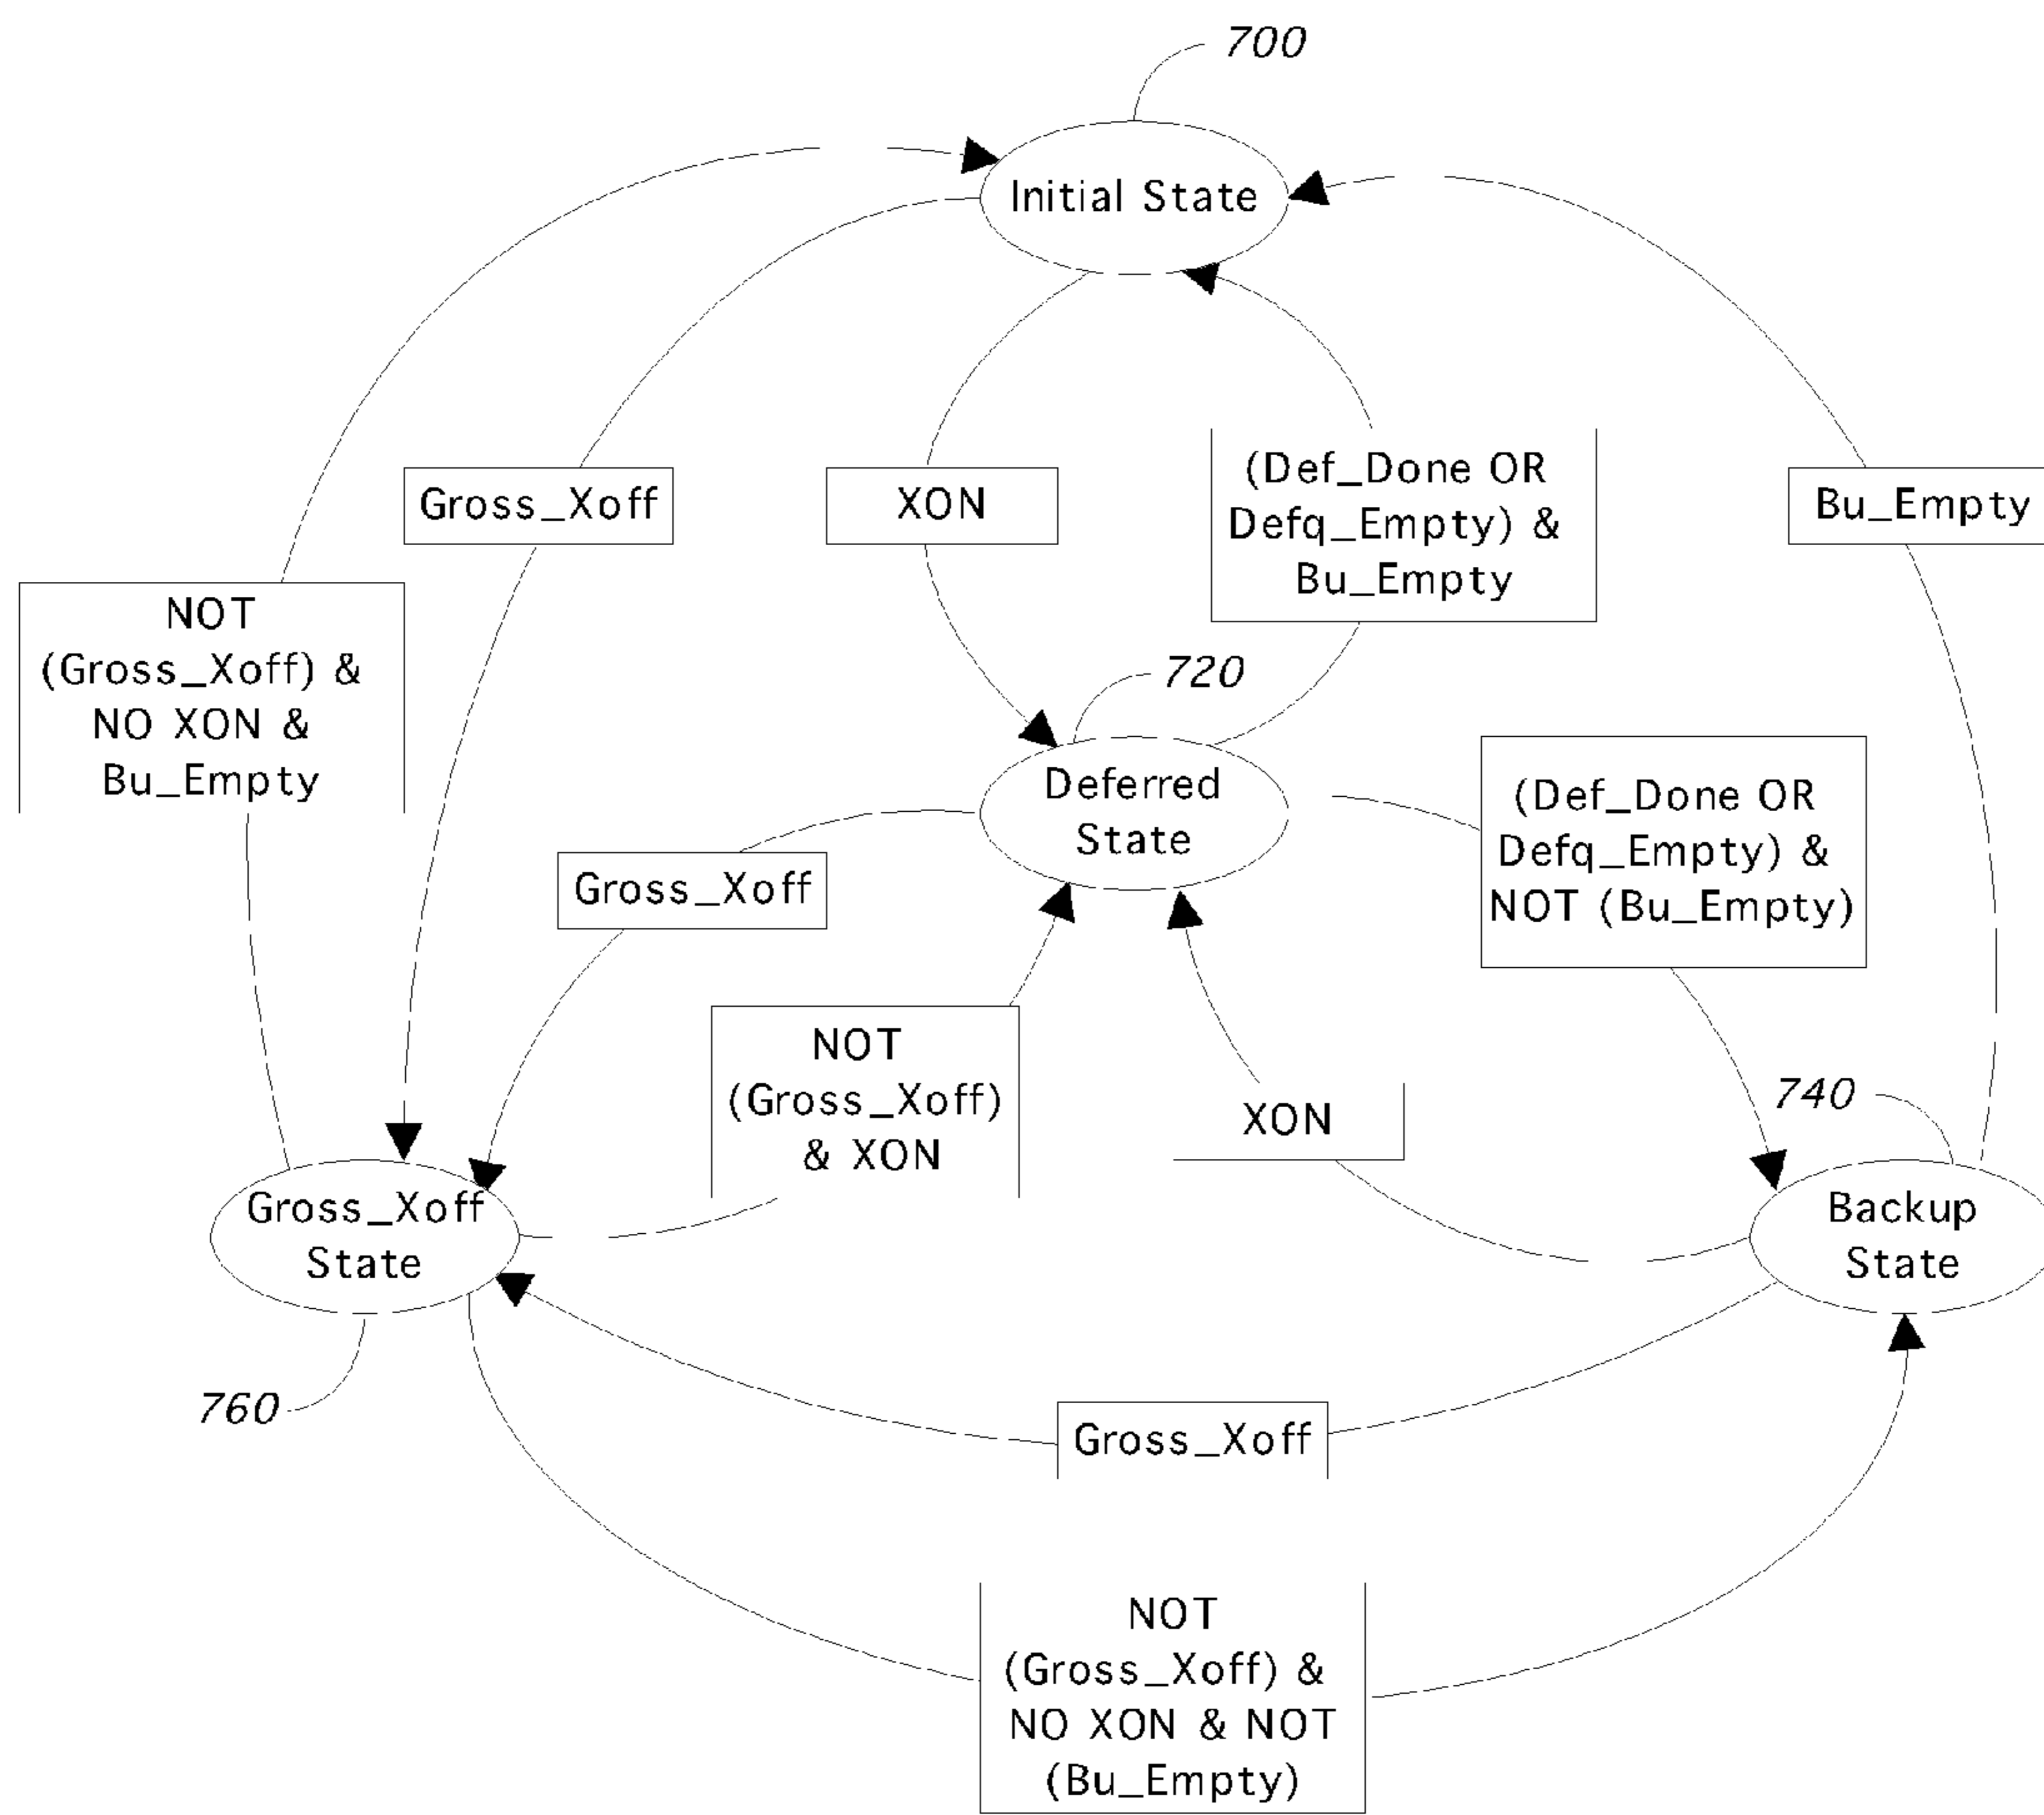 700
Initial State
Gross_Xoff
XON
(Def_Done OR
Defq_Empty) &
Bu_Empty
Bu_Empty
NOT
(Gross_Xoff) &
NO XON &
Bu_Empty
720
Deferred
State
(Def_Done OR
Defq_Empty) &
NOT (Bu_Empty)
Gross_Xoff
NOT
(Gross_Xoff)
& XON
XON
740
Gross_Xoff
State
Backup
State
760
Gross_Xoff
NOT
(Gross_Xoff) &
NO XON & NOT
(Bu_Empty)